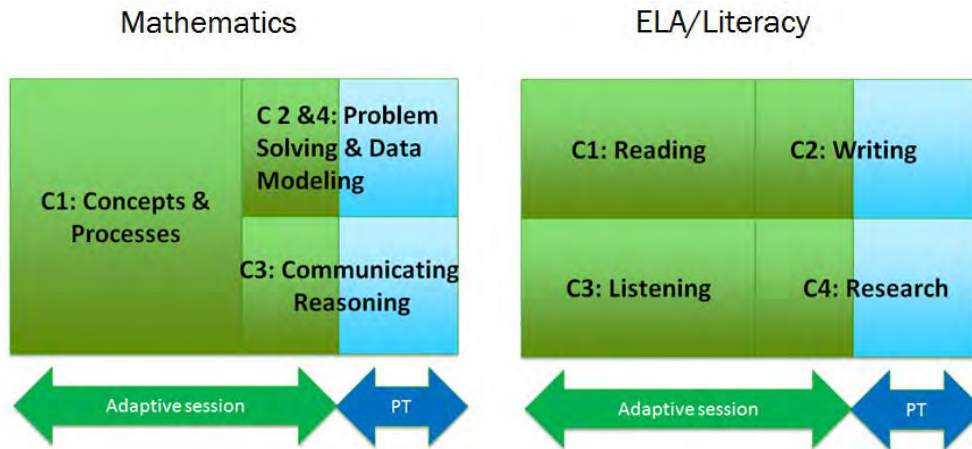 Mathematics
C1: Concepts &
Processes
C 2 &4: Problem
Solving & Data
Modeling
C3: Communicating
Reasoning
Adaptive session
PT
ELA/Literacy
C1: Reading
C2: Writing
C3: Listening
C4: Research
Adaptive session
PT